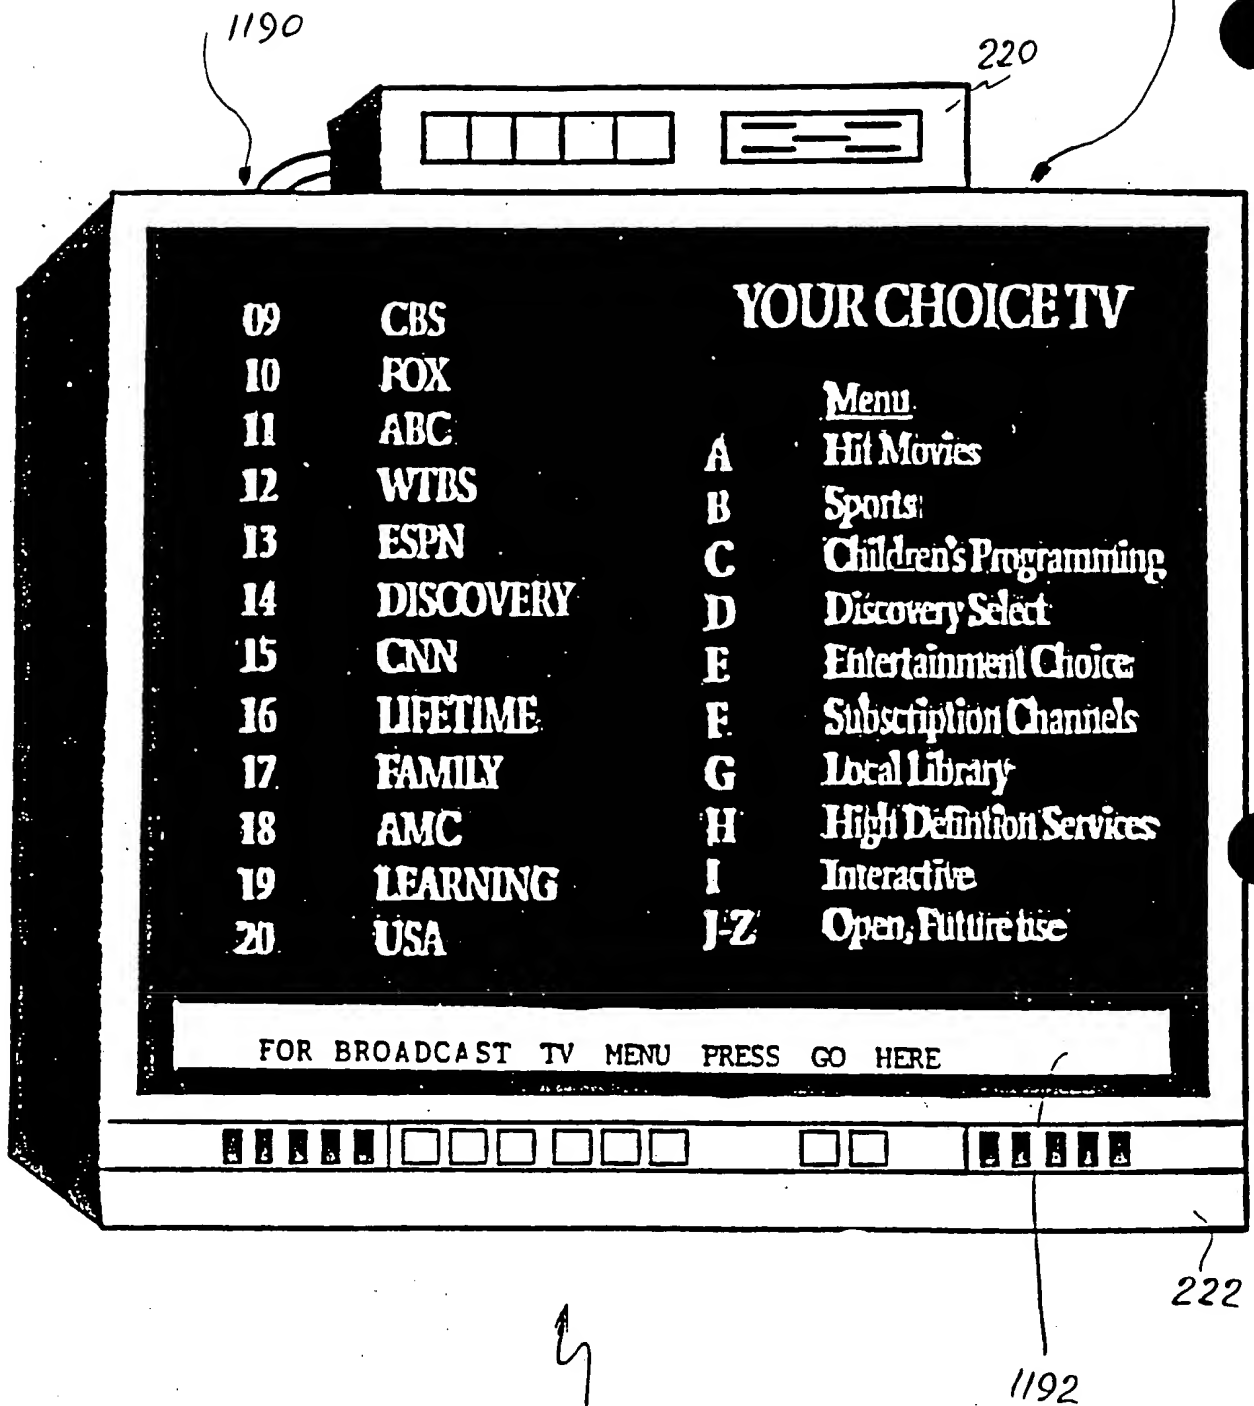 1190
220
YOUR CHOICE TV
09 CBS
10 FOX
11 ABC
12 WTBS
13 ESPN
14 DISCOVERY
15 CNN
16 LIFETIME
17 FAMILY
18 AMC
19 LEARNING
20 USA
Menu
A Hit Movies
B Sports
C Children's Programming
D Discovery Select
E Entertainment Choice
F Subscription Channels
G Local Library
H High Defintion Services
I Interactive
J-Z Open, Future use
FOR BROADCAST TV MENU PRESS GO HERE
222
1192